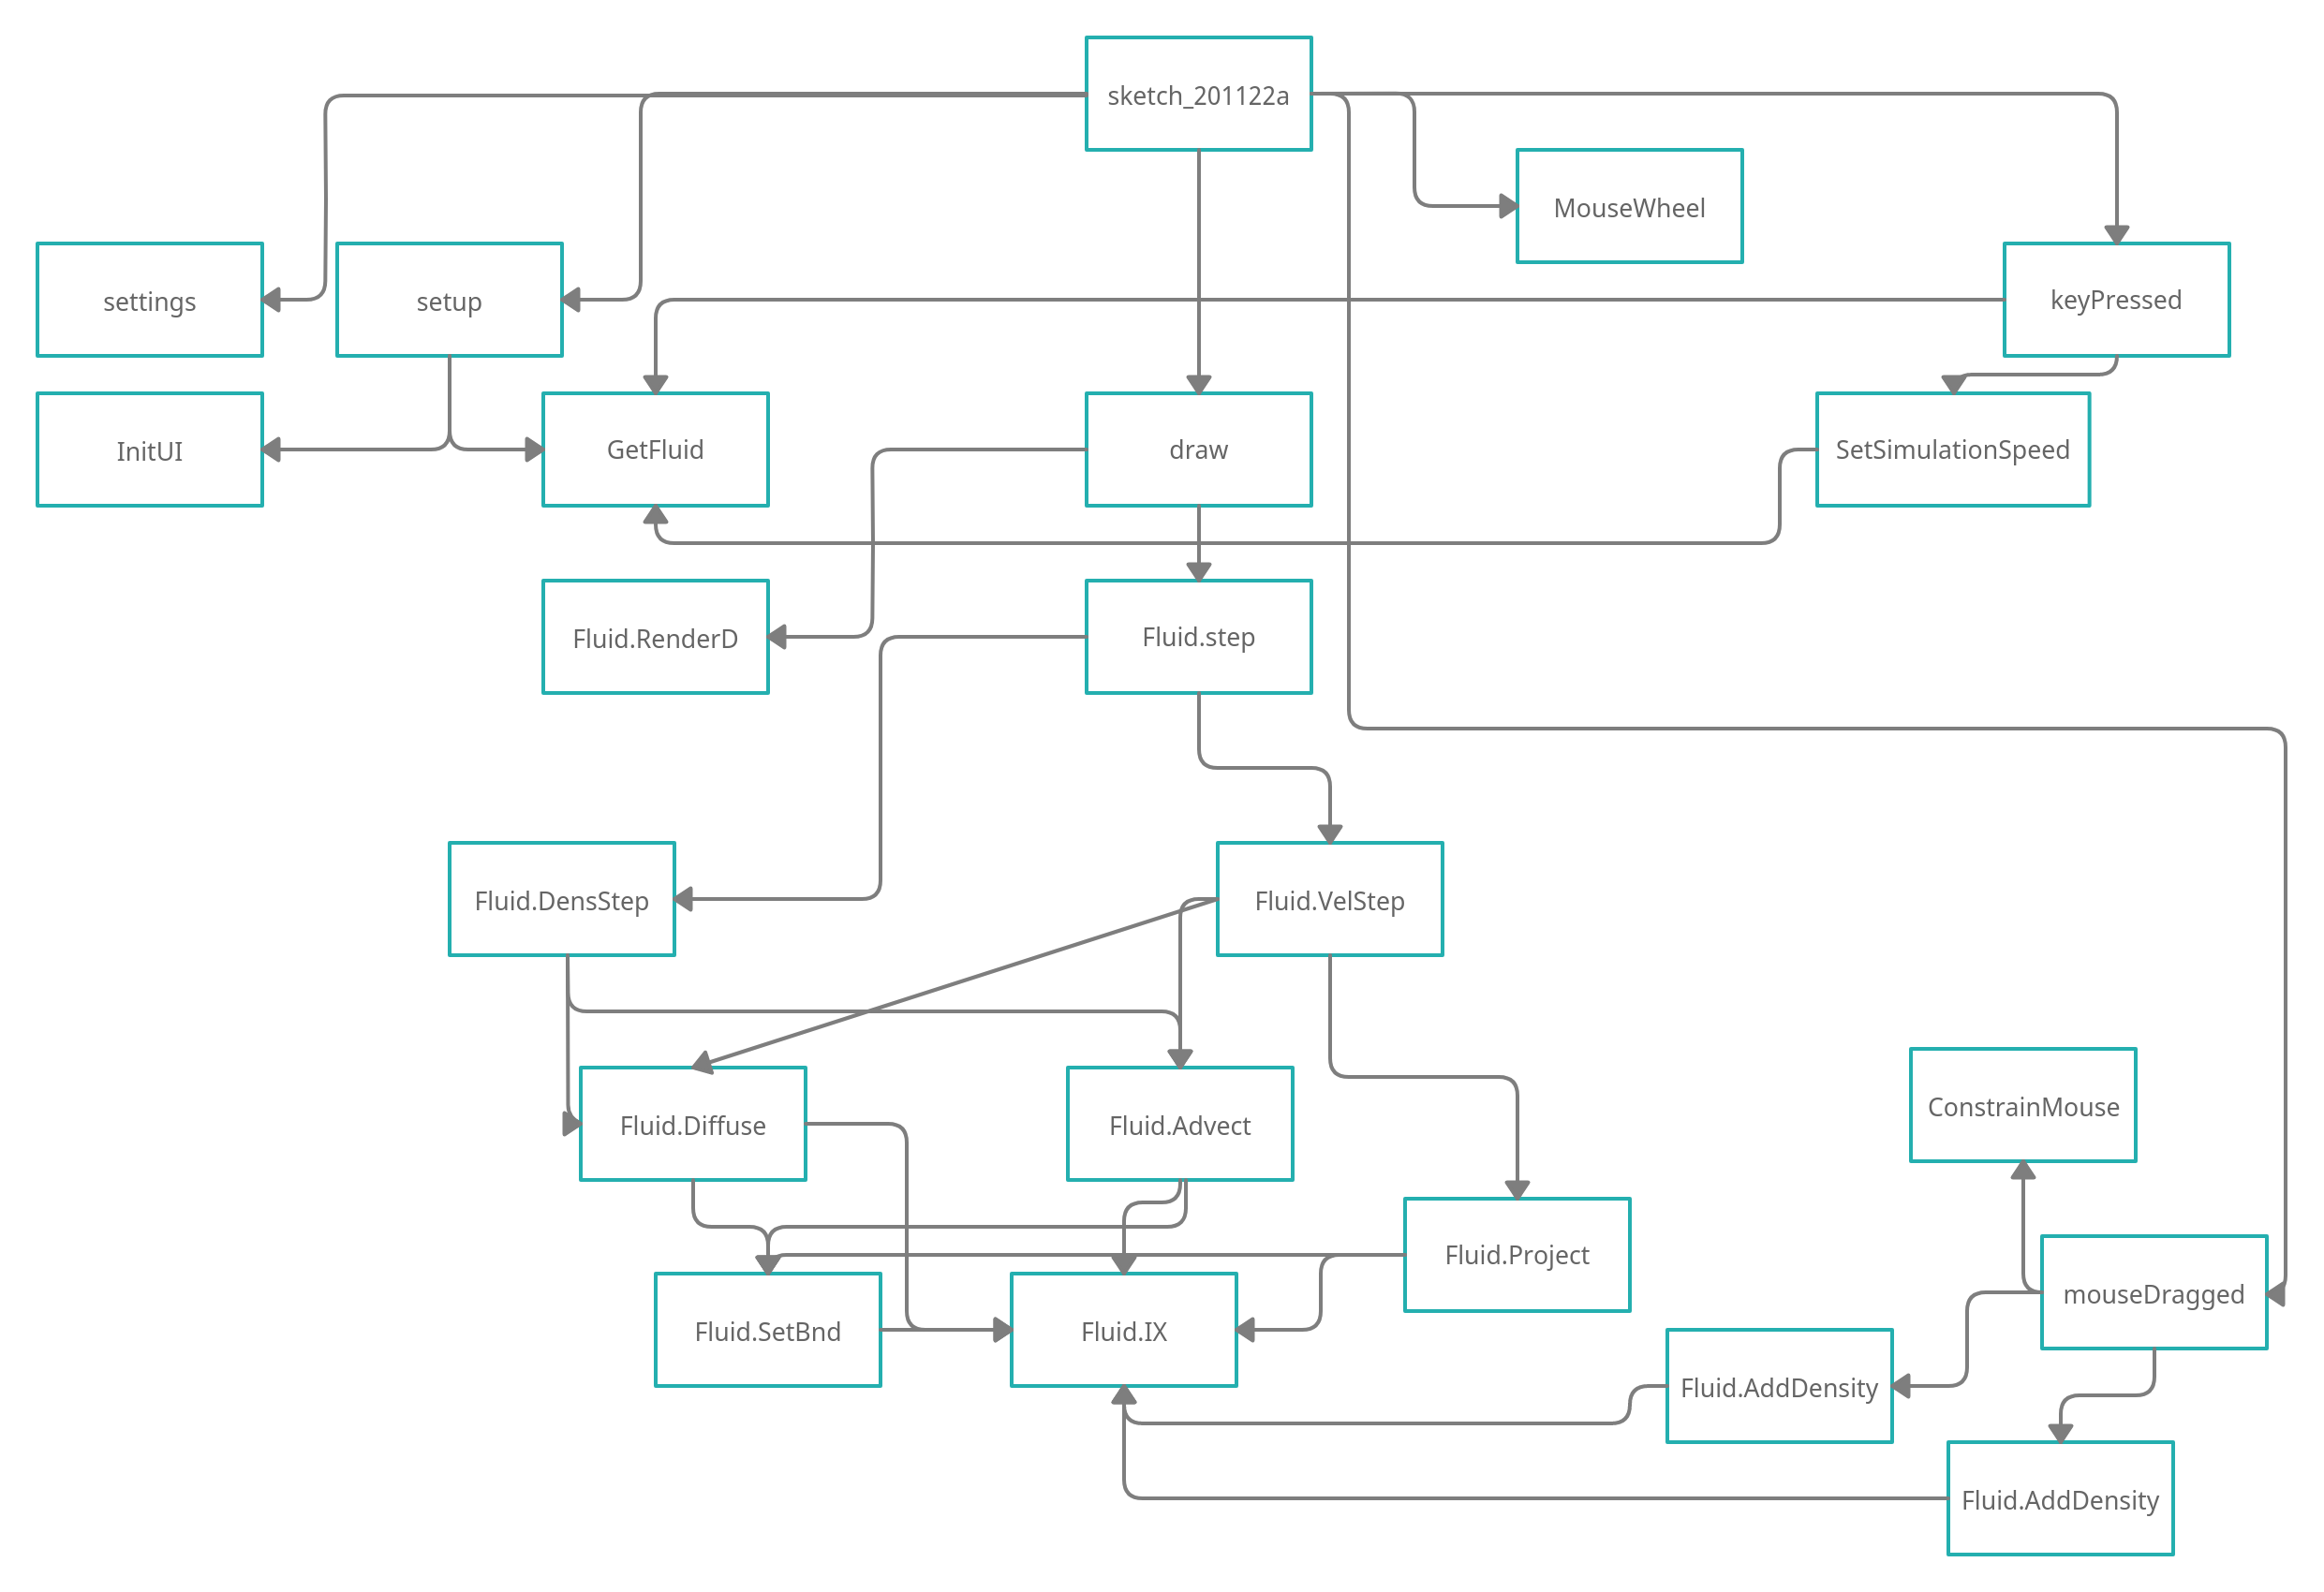 sketch_201122a
MouseWheel
settings
setup
keyPressed
InitUI
GetFluid
draw
SetSimulationSpeed
Fluid.RenderD
Fluid.step
Fluid.DensStep
Fluid.VelStep
Fluid.Diffuse
Fluid.Advect
ConstrainMouse
Fluid.Project
mouseDragged
Fluid.SetBnd
Fluid.IX
Fluid.AddDensity
Fluid.AddDensity